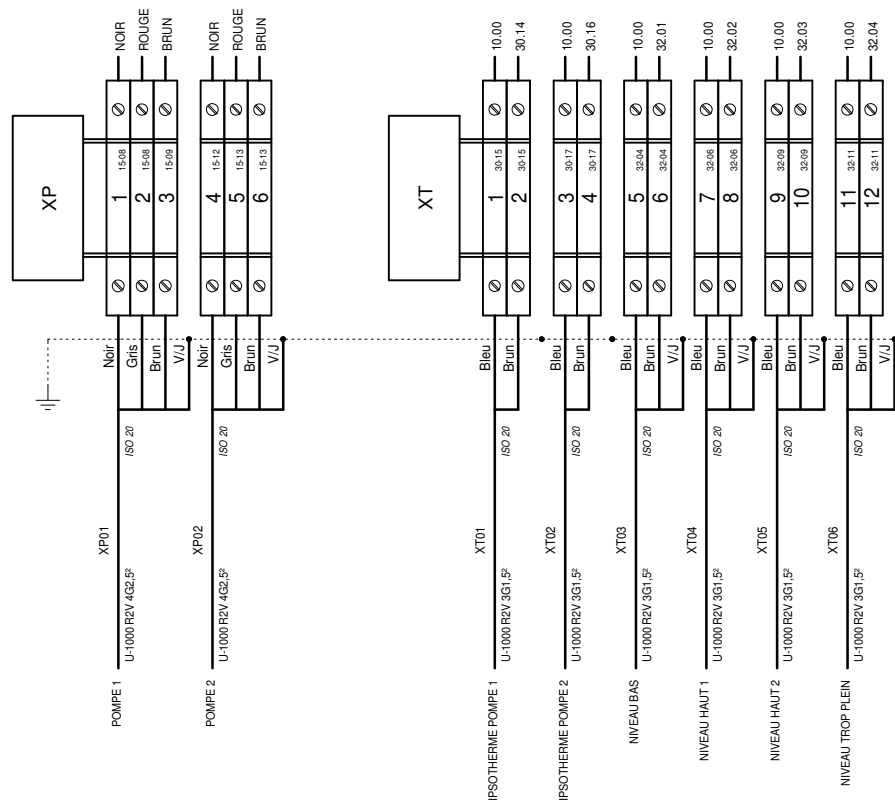 NOIR
ROUGE
BRUN
NOIR
ROUGE
BRUN
10.00
30.14
10.00
30.16
10.00
32.01
10.00
32.02
10.00
32.03
10.00
32.04
XP
1 15-08
2 15-08
3 15-09
4 15-12
5 15-13
6 15-13
XT
1 30-15
2 30-15
3 30-17
4 30-17
5 32-04
6 32-04
7 32-06
8 32-06
9 32-09
10 32-09
11 32-11
12 32-11
Noir
Gris
Brun
V/J
Noir
Gris
Brun
V/J
Bleu
Brun
Bleu
Brun
Bleu
Brun
V/J
Bleu
Brun
V/J
Bleu
Brun
V/J
Bleu
Brun
V/J
ISO 20
ISO 20
ISO 20
ISO 20
ISO 20
ISO 20
ISO 20
ISO 20
XP01
XP02
XT01
XT02
XT03
XT04
XT05
XT06
U-1000 R2V 4G2,5²
U-1000 R2V 4G2,5²
U-1000 R2V 3G1,5²
U-1000 R2V 3G1,5²
U-1000 R2V 3G1,5²
U-1000 R2V 3G1,5²
U-1000 R2V 3G1,5²
U-1000 R2V 3G1,5²
POMPE 1
POMPE 2
IPSOTHERME POMPE 1
IPSOTHERME POMPE 2
NIVEAU BAS
NIVEAU HAUT 1
NIVEAU HAUT 2
NIVEAU TROP PLEIN